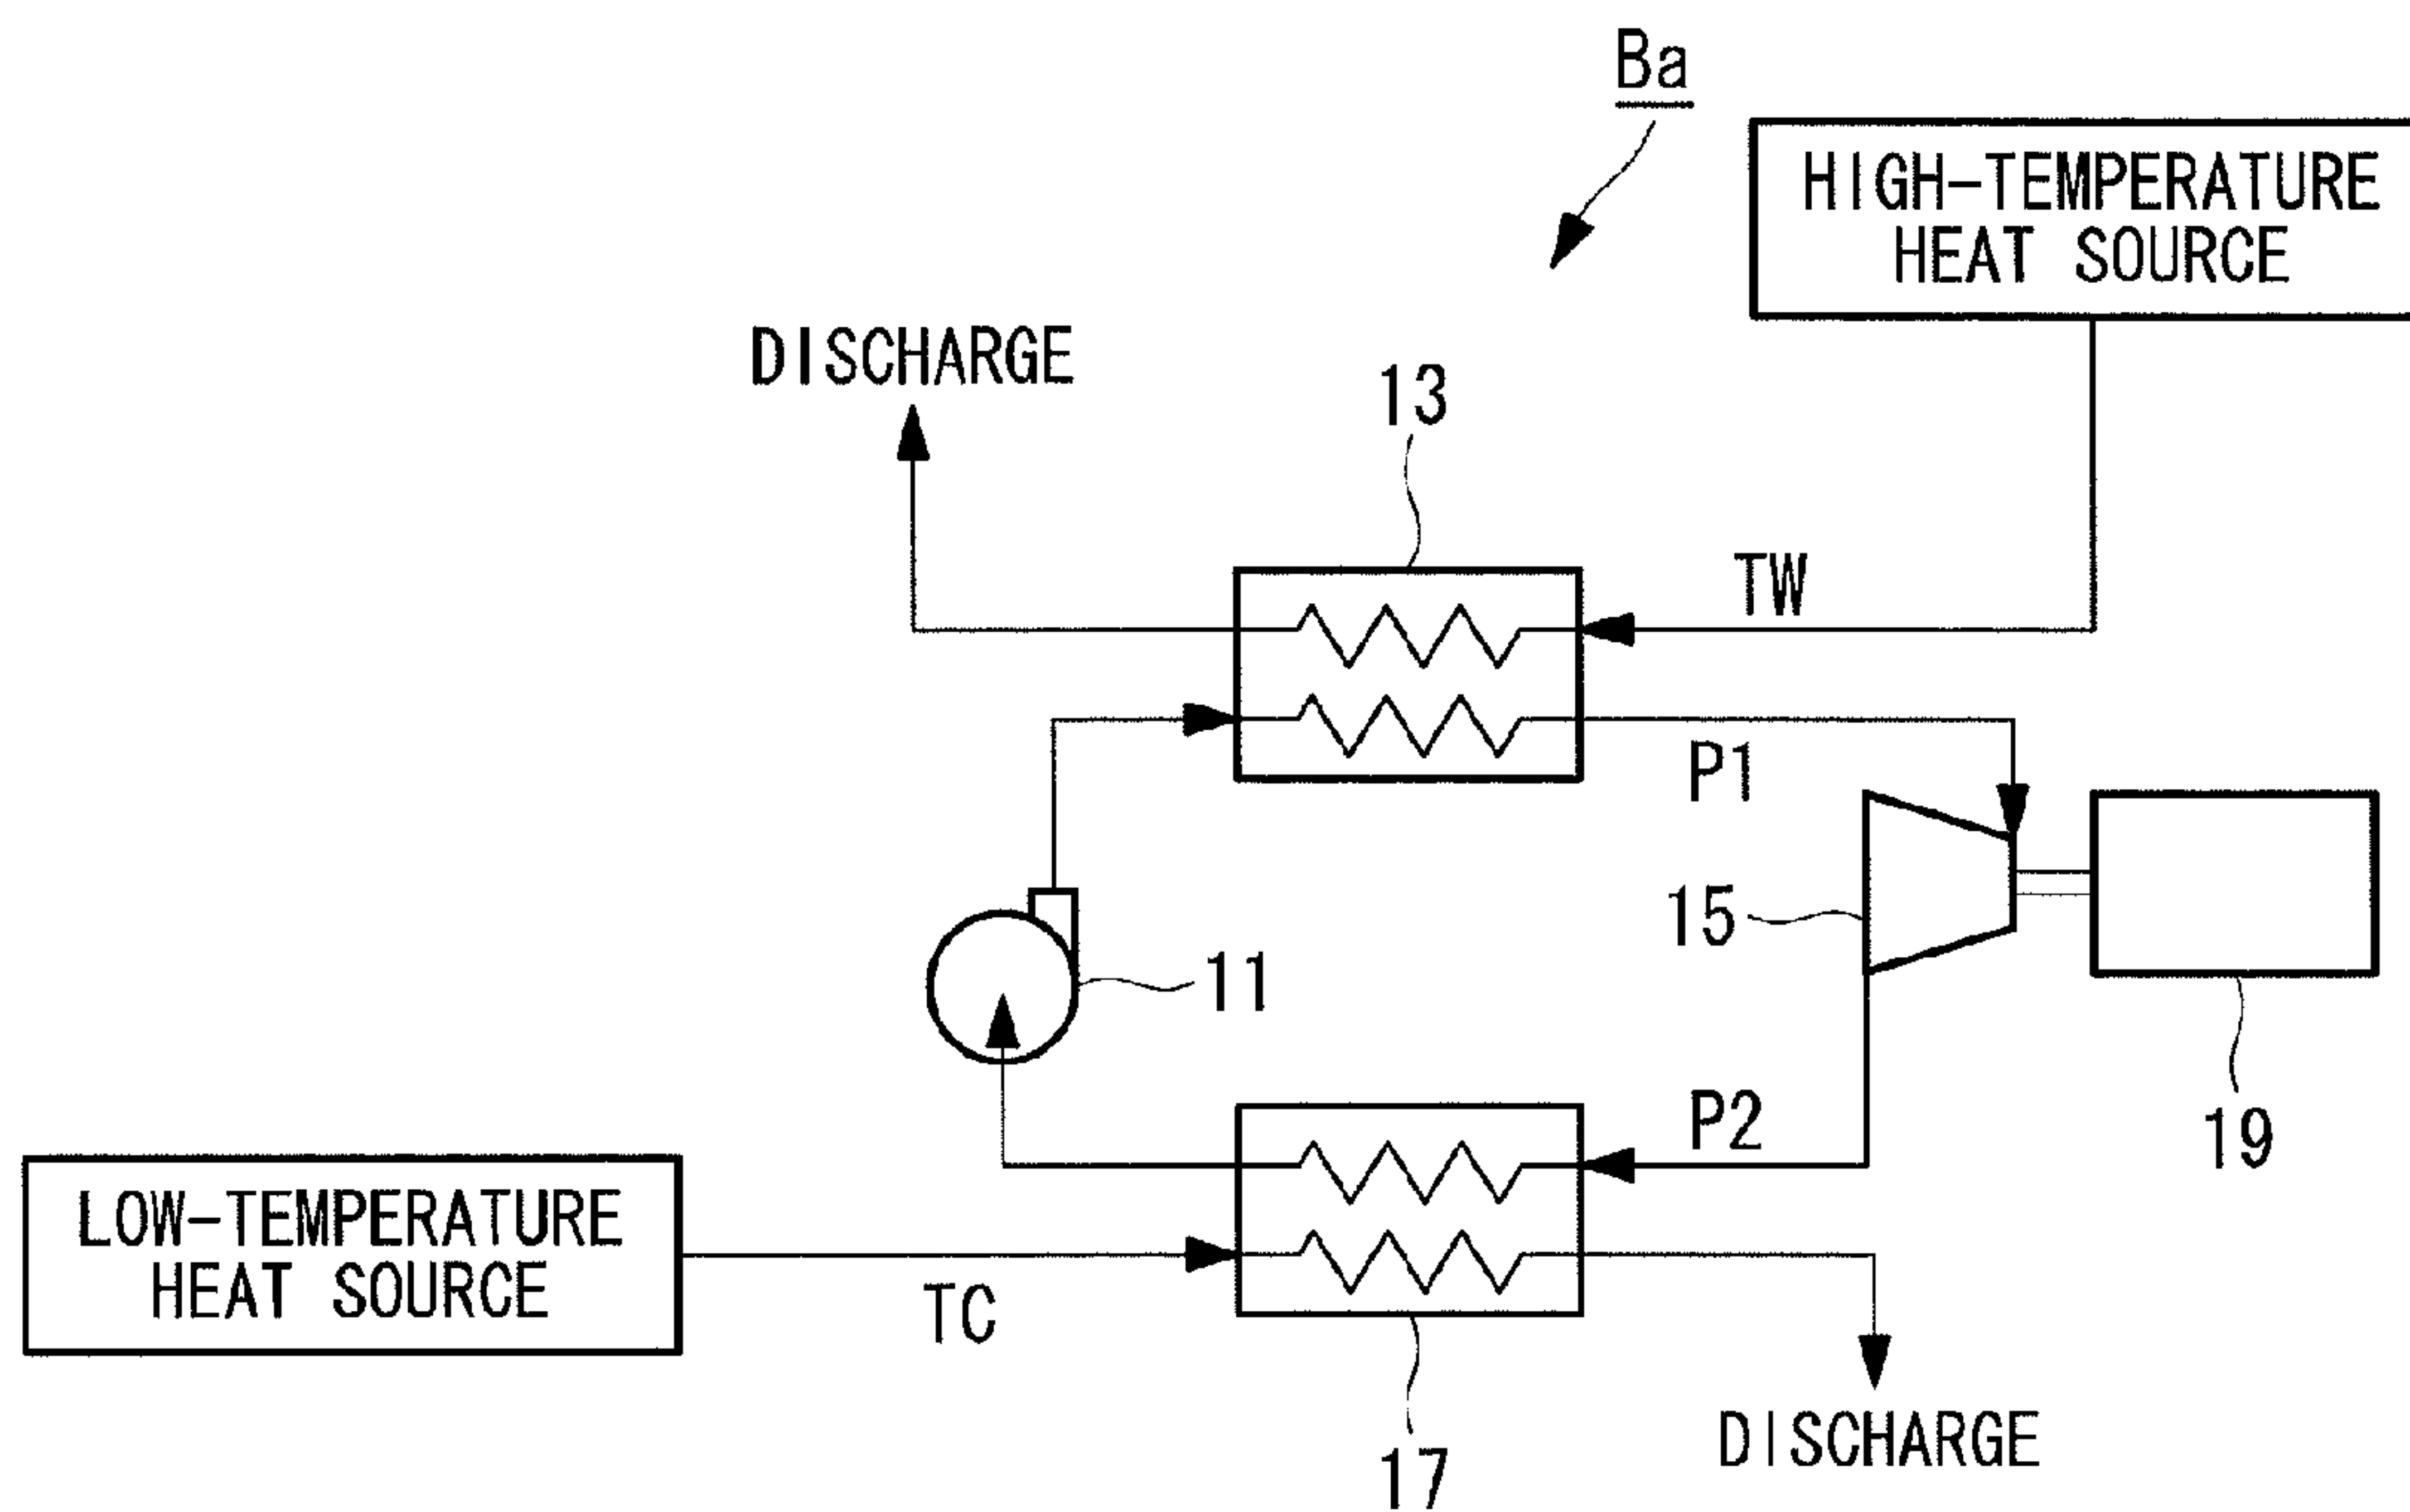 Ba
HIGH-TEMPERATURE
HEAT SOURCE
DISCHARGE
13
TW
P1
15
11
19
P2
LOW-TEMPERATURE
HEAT SOURCE
TC
17
DISCHARGE